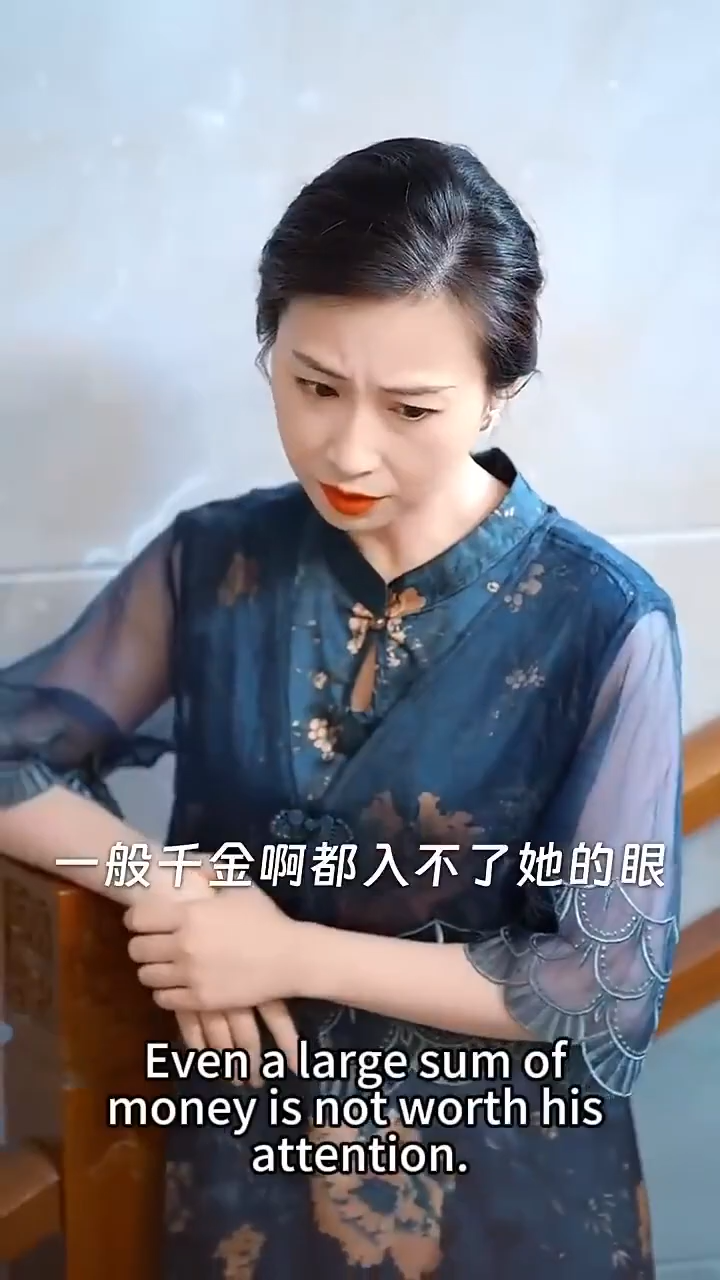 一般千金啊都入不了她的眼
Even a large sum of
money is not worth his
attention.